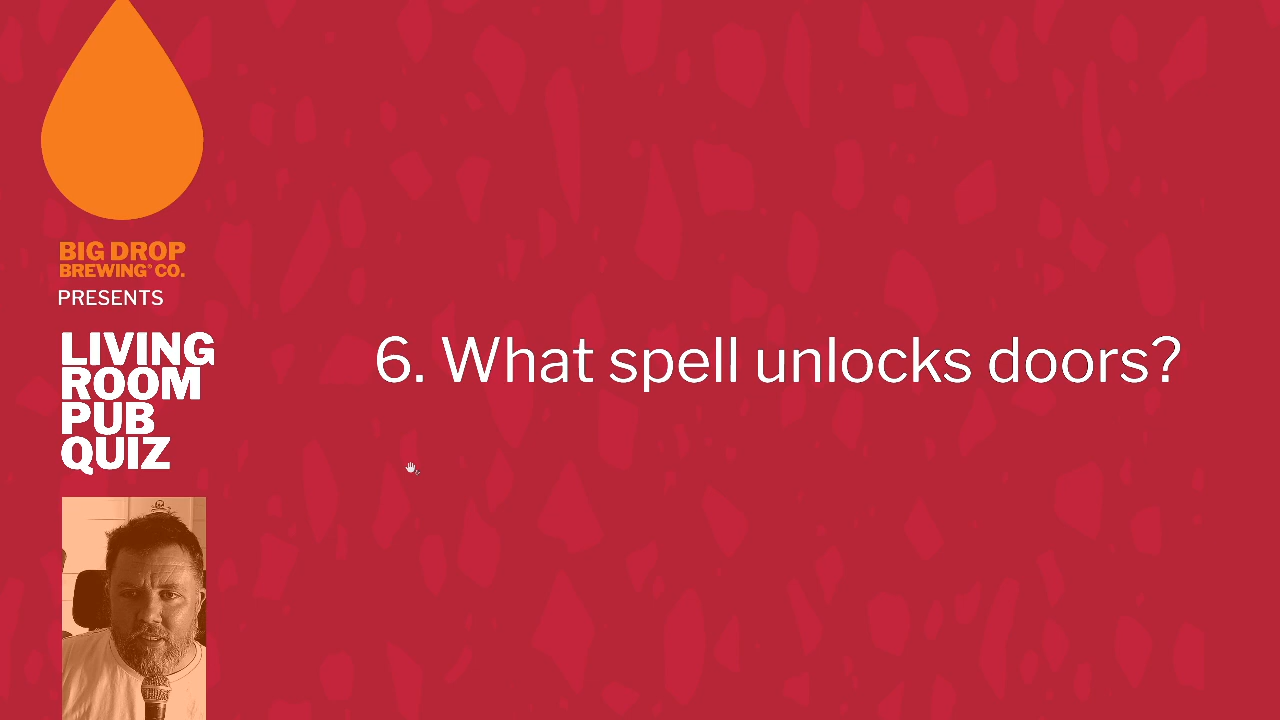 BIG DROP
BREWING® CO.
PRESENTS
LIVING
ROOM
PUB
QUIZ
6. What spell unlocks doors?